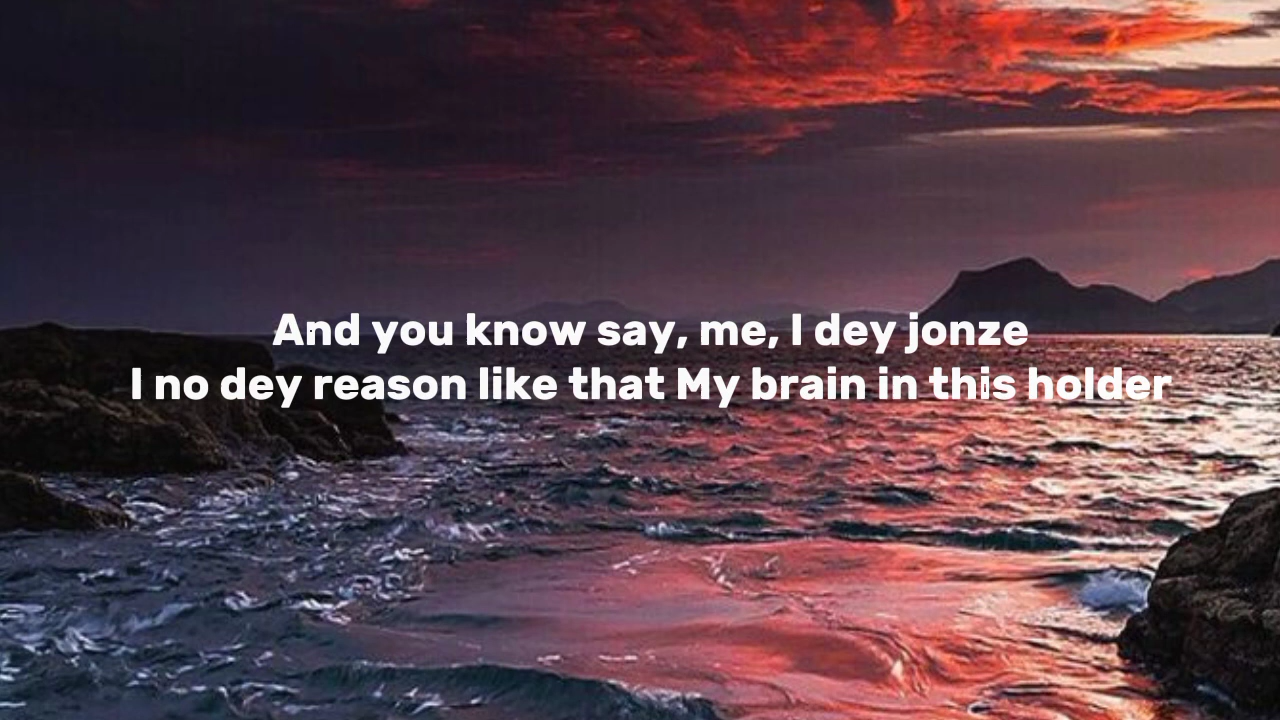 And you know say, me, I dey jonze
I no dey reason like that My brain in this holder